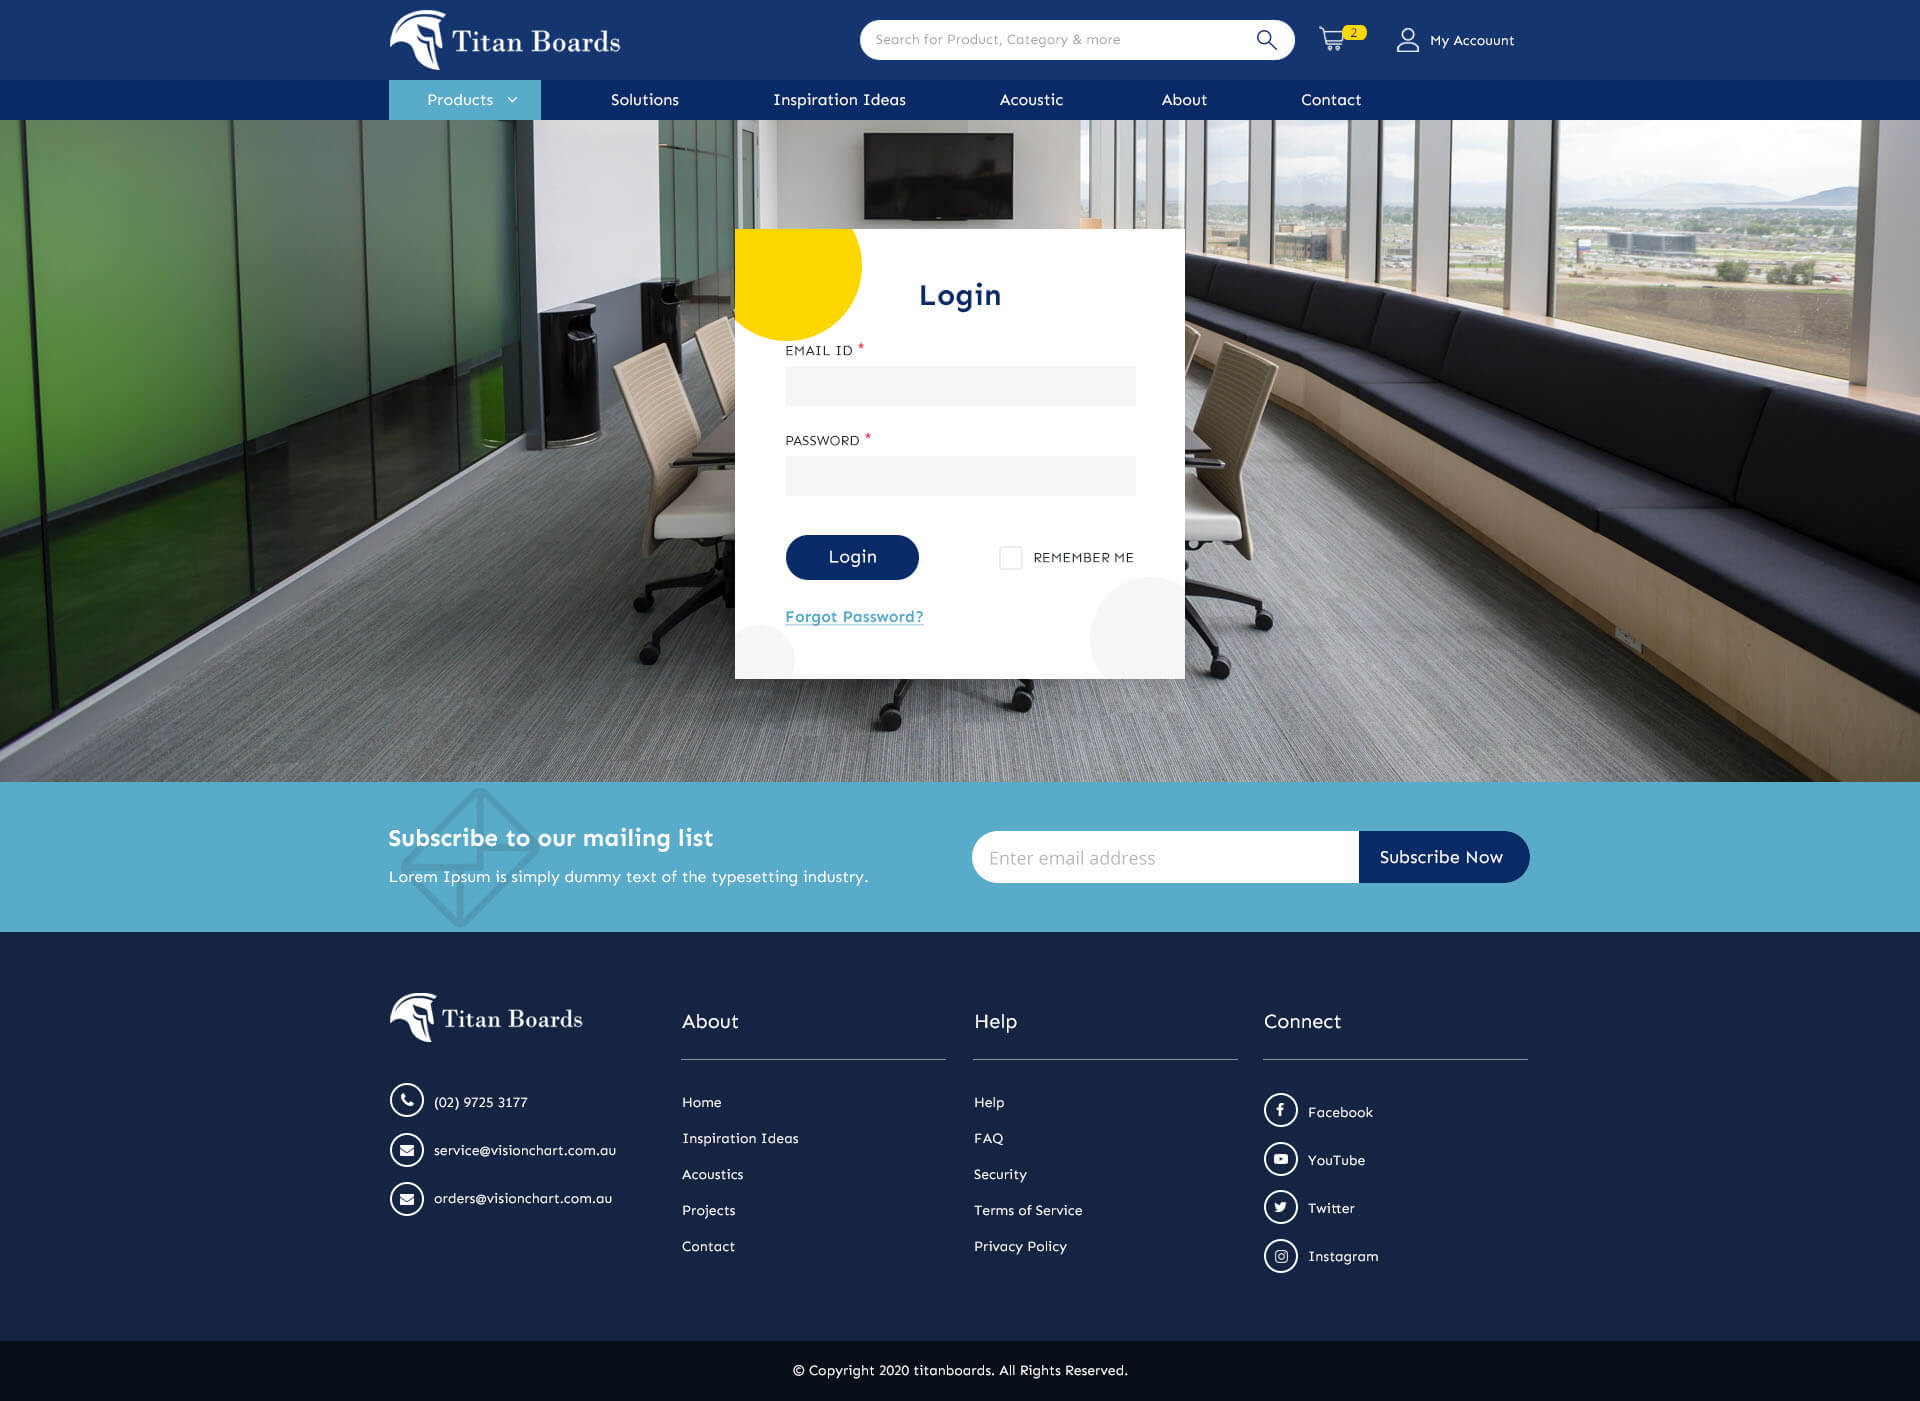 Titan Boards
Search for Product, Category & more
2
My Accouunt
Products
Solutions
Inspiration Ideas
Acoustic
About
Contact
Login
EMAIL ID *
PASSWORD *
Login
REMEMBER ME
Forgot Password?
Subscribe to our mailing list
Lorem Ipsum is simply dummy text of the typesetting industry.
Enter email address
Subscribe Now
Titan Boards
(02) 9725 3177
service@visionchart.com.au
orders@visionchart.com.au
About
Home
Inspiration Ideas
Acoustics
Projects
Contact
Help
Help
FAQ
Security
Terms of Service
Privacy Policy
Connect
Facebook
YouTube
Twitter
Instagram
© Copyright 2020 titanboards. All Rights Reserved.